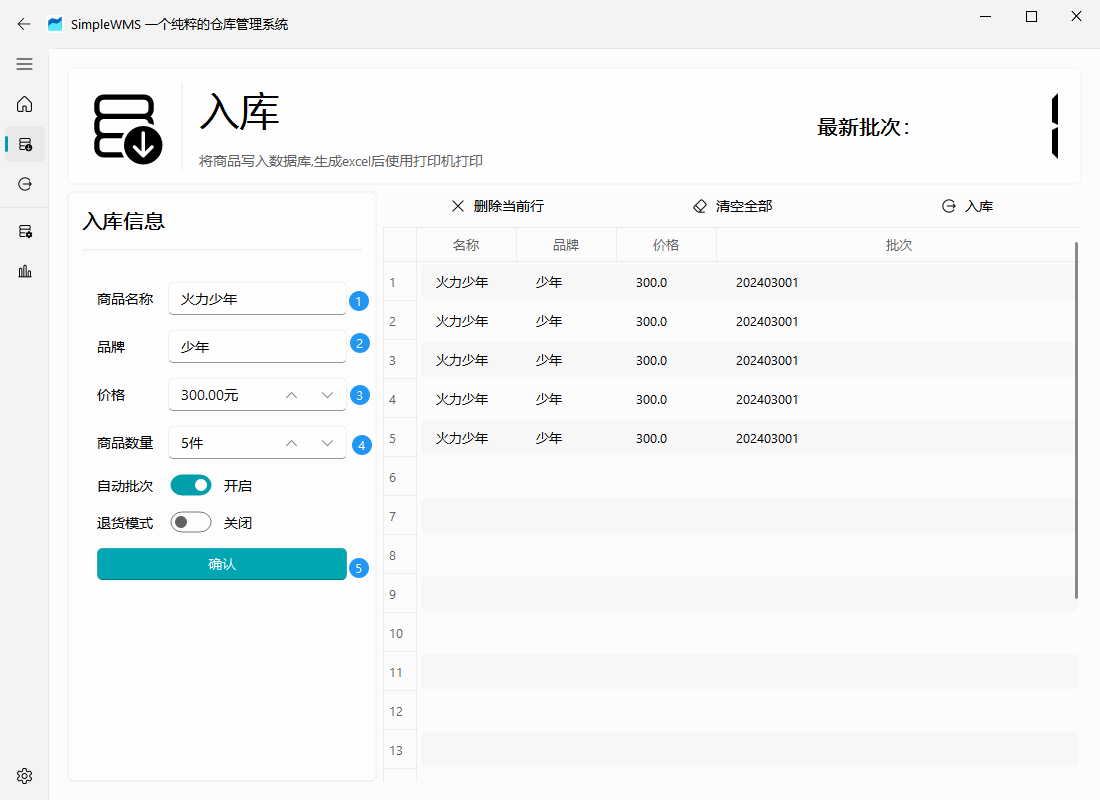 SimpleWMS 一个纯粹的仓库管理系统
入库
将商品写入数据库,生成excel后使用打印机打印
最新批次：
入库信息
商品名称 火力少年 1
品牌 少年 2
价格 300.00元 3
商品数量 5件 4
自动批次 开启
退货模式 关闭
确认 5
删除当前行 清空全部 入库
名称 品牌 价格 批次
1 火力少年 少年 300.0 202403001
2 火力少年 少年 300.0 202403001
3 火力少年 少年 300.0 202403001
4 火力少年 少年 300.0 202403001
5 火力少年 少年 300.0 202403001
6
7
8
9
10
11
12
13